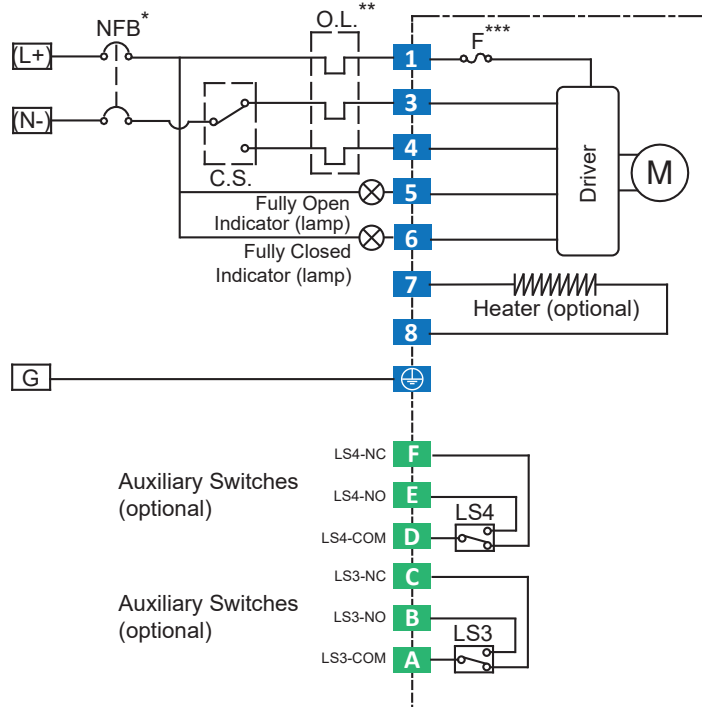 NFB*
O.L.**
F***
(L+)
1
(N-)
3
4
C.S.
Driver
M
Fully Open
Indicator (lamp)
5
Fully Closed
Indicator (lamp)
6
7
Heater (optional)
8
G
Auxiliary Switches
(optional)
LS4-NC
F
LS4-NO
E
LS4
LS4-COM
D
Auxiliary Switches
(optional)
LS3-NC
C
LS3-NO
B
LS3
LS3-COM
A